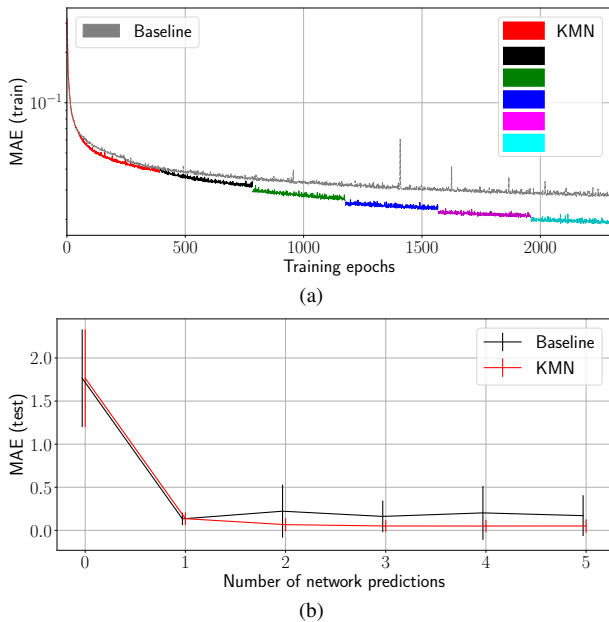 Baseline
KMN
10⁻¹
MAE (train)
0
500
1000
1500
2000
Training epochs
(a)
Baseline
KMN
2.0
1.5
1.0
0.5
0.0
MAE (test)
0
1
2
3
4
5
Number of network predictions
(b)